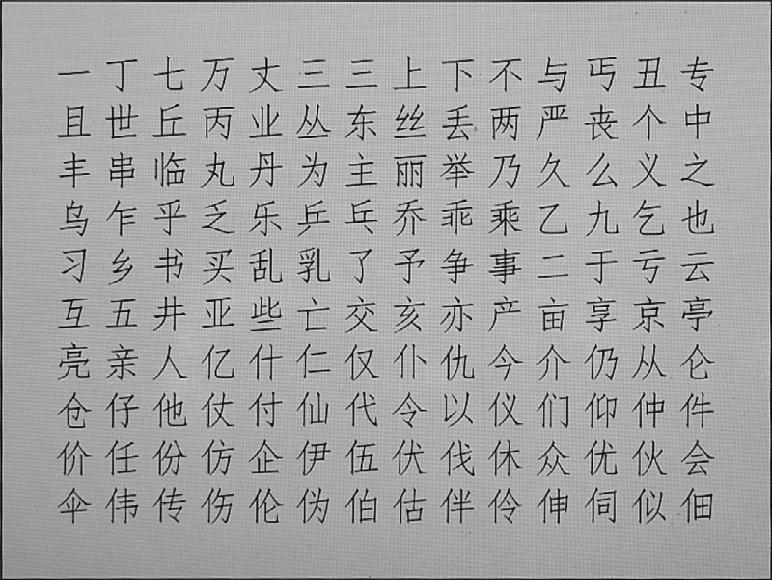 一丁七万丈三三上下不与丐丑专
且世丘丙业丛东丝丢两严丧个中
丰串临丸丹为主丽举乃久么义之
乌乍乎乏乐乒乓乔乖乘乙九乞也
习乡书买乱乳了予争事二于亏云
互五井亚些亡交亥亦产亩享京亭
亮亲人亿什仁仅仆仇今介仍从仑
仓仔他仗付仙代令以仪们仰仲件
价任份仿企伊伍伏伐休众优伙会
伞伟传伤伦伪伯估伴伶伸伺似佃